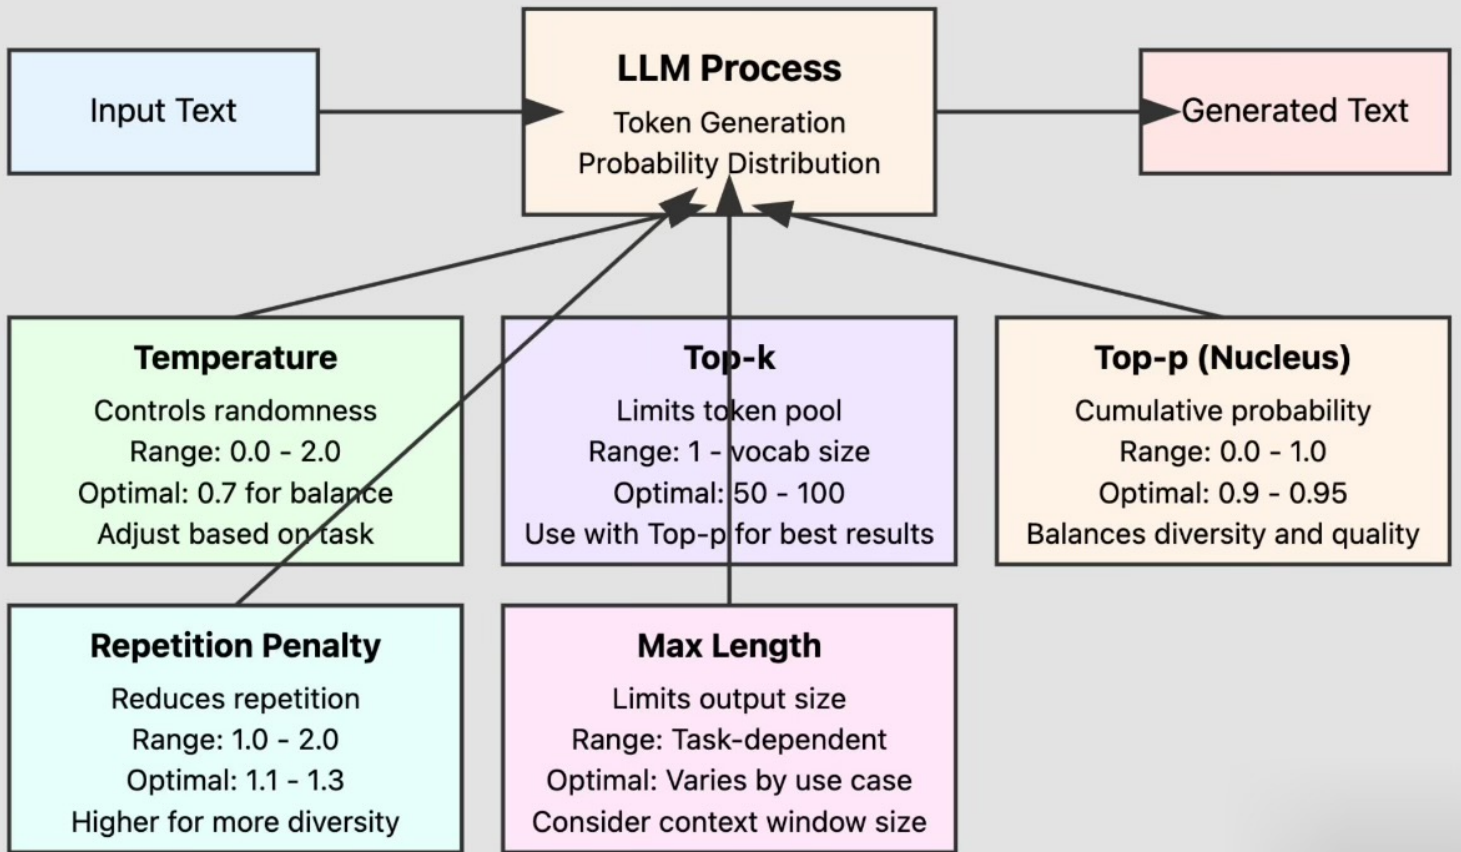 Input Text
LLM Process
Token Generation
Probability Distribution
Generated Text
Temperature
Controls randomness
Range: 0.0 - 2.0
Optimal: 0.7 for balance
Adjust based on task
Top-k
Limits token pool
Range: 1 - vocab size
Optimal: 50 - 100
Use with Top-p for best results
Top-p (Nucleus)
Cumulative probability
Range: 0.0 - 1.0
Optimal: 0.9 - 0.95
Balances diversity and quality
Repetition Penalty
Reduces repetition
Range: 1.0 - 2.0
Optimal: 1.1 - 1.3
Higher for more diversity
Max Length
Limits output size
Range: Task-dependent
Optimal: Varies by use case
Consider context window size